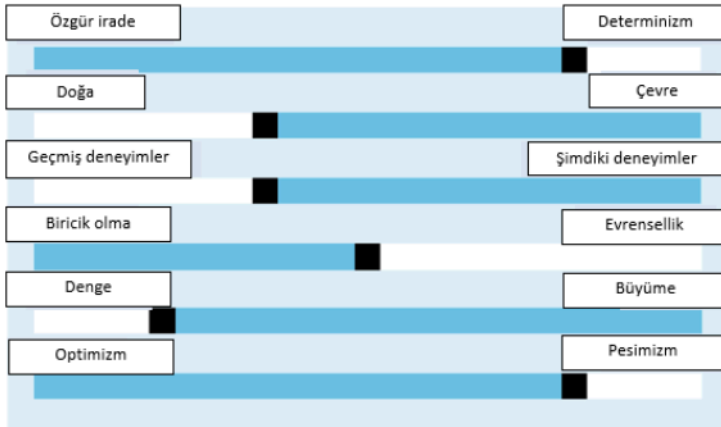 Özgür irade
Determinizm
Doğa
Çevre
Geçmiş deneyimler
Şimdiki deneyimler
Biricik olma
Evrensellik
Denge
Büyüme
Optimizm
Pesimizm